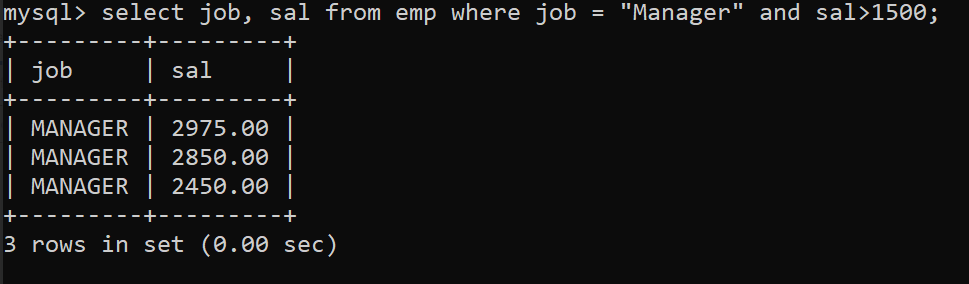 mysql> select job, sal from emp where job = "Manager" and sal>1500;
+---------+---------+
| job     | sal     |
+---------+---------+
| MANAGER | 2975.00 |
| MANAGER | 2850.00 |
| MANAGER | 2450.00 |
+---------+---------+
3 rows in set (0.00 sec)